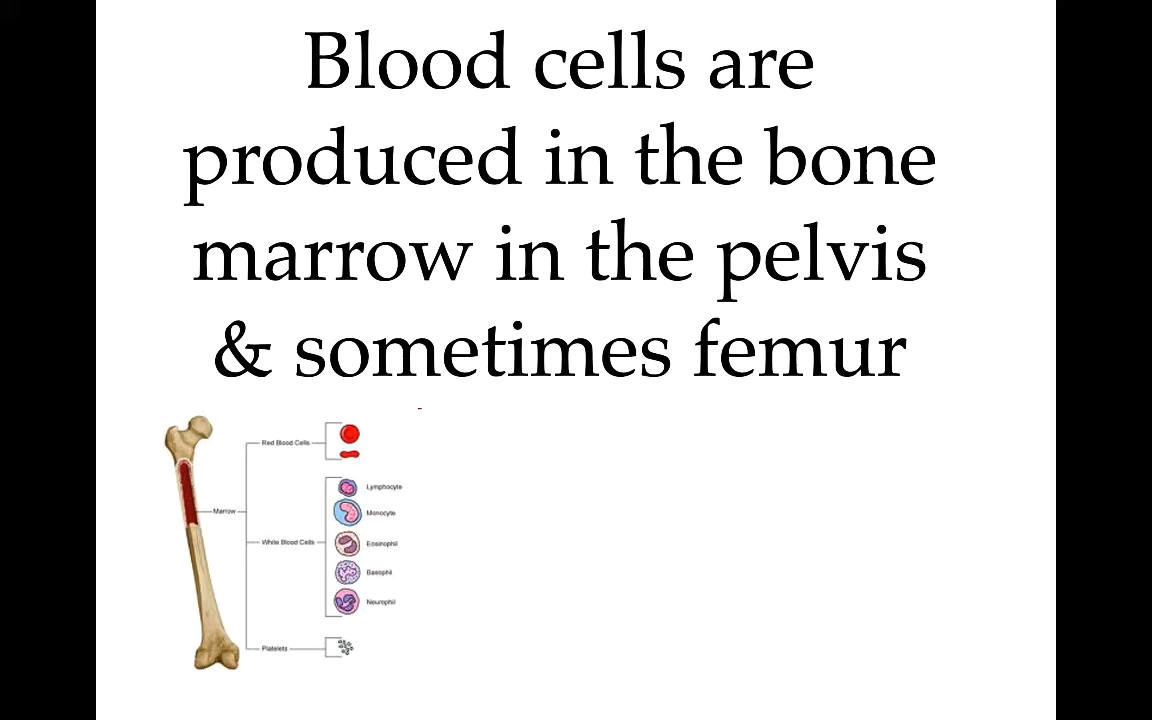 Blood cells are
produced in the bone
marrow in the pelvis
& sometimes femur
Red Blood Cells
Lymphocyte
Marrow
Monocyte
White Blood Cells
Eosinophil
Basophil
Neurophil
Platelets